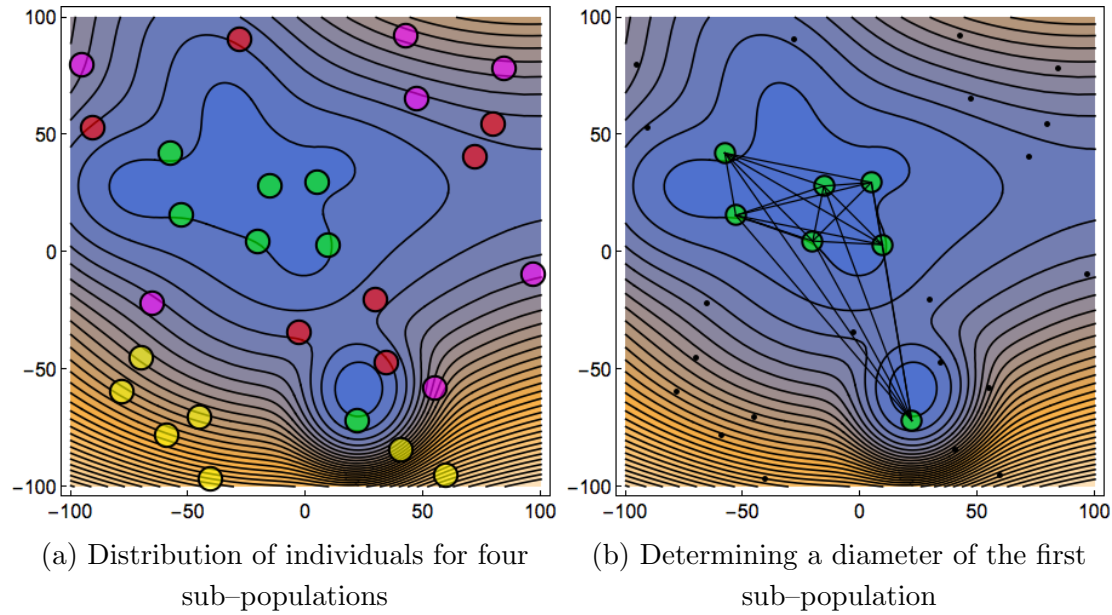 100
50
0
−50
−100
−100 −50 0 50 100
100
50
0
−50
−100
−100 −50 0 50 100
(a) Distribution of individuals for four
sub–populations
(b) Determining a diameter of the first
sub–population